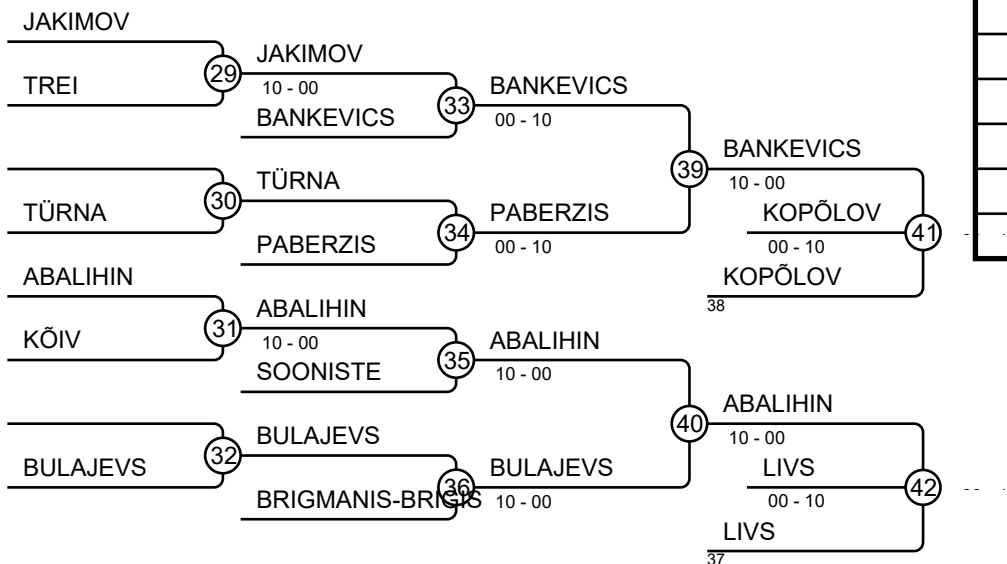 JAKIMOV
TREI
29
JAKIMOV
10 - 00
BANKEVICS
33
BANKEVICS
00 - 10
TÜRNA
30
TÜRNA
PABERZIS
34
PABERZIS
00 - 10
39
BANKEVICS
10 - 00
KOPÕLOV
00 - 10
41
KOPÕLOV
38
ABALIHIN
KÕIV
31
ABALIHIN
10 - 00
SOONISTE
35
ABALIHIN
10 - 00
BULAJEVS
32
BULAJEVS
BRIGMANIS-BRIGIS
36
BULAJEVS
10 - 00
40
ABALIHIN
10 - 00
LIVS
00 - 10
42
LIVS
37